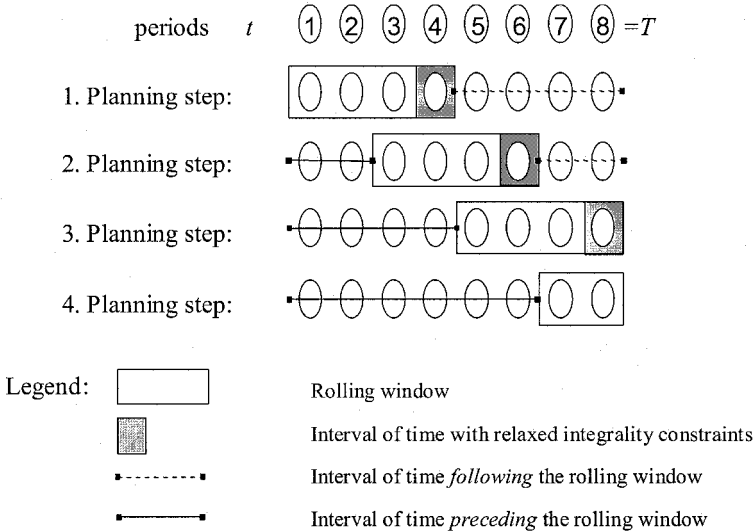 periods t 1 2 3 4 5 6 7 8 =T
1. Planning step:
2. Planning step:
3. Planning step:
4. Planning step:
Legend:
Rolling window
Interval of time with relaxed integrality constraints
Interval of time following the rolling window
Interval of time preceding the rolling window